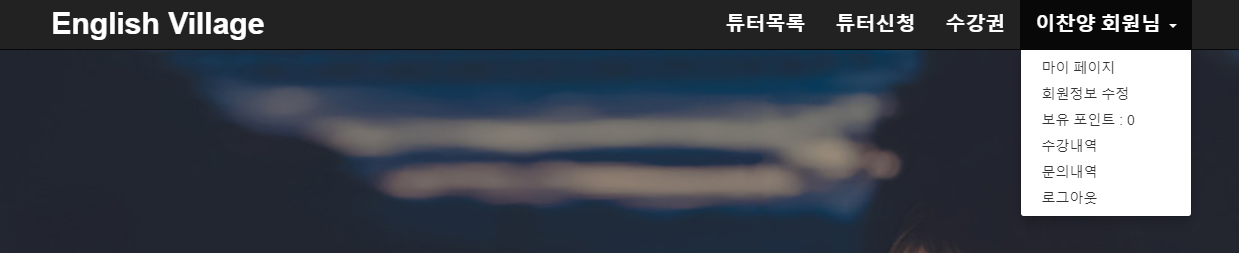 English Village 튜터목록 튜터신청 수강권 이찬양 회원님
마이 페이지
회원정보 수정
보유 포인트 : 0
수강내역
문의내역
로그아웃